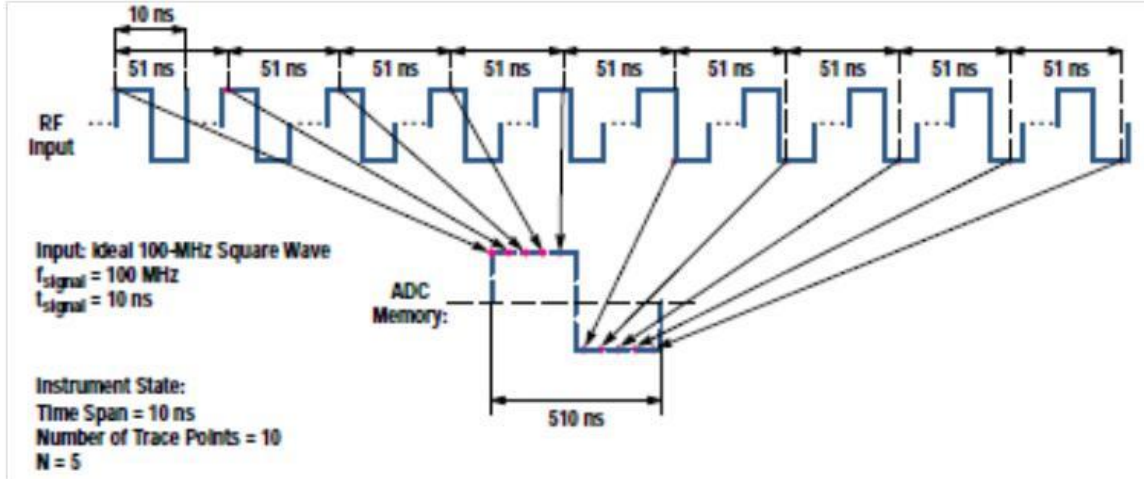 10 ns
51 ns 51 ns 51 ns 51 ns 51 ns 51 ns 51 ns 51 ns 51 ns
RF
Input
Input: Ideal 100-MHz Square Wave
fsignal = 100 MHz
tsignal = 10 ns
ADC
Memory:
Instrument State:
Time Span = 10 ns
Number of Trace Points = 10
N = 5
510 ns